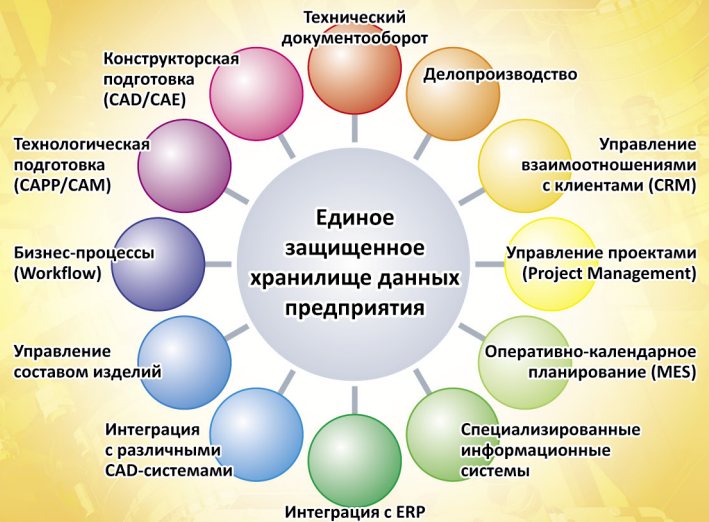 Технический
документооборот
Делопроизводство
Управление
взаимоотношениями
с клиентами (CRM)
Управление проектами
(Project Management)
Оперативно-календарное
планирование (MES)
Специализированные
информационные
системы
Интеграция с ERP
Интеграция
с различными
CAD-системами
Управление
составом изделий
Бизнес-процессы
(Workflow)
Технологическая
подготовка
(CAPP/CAM)
Конструкторская
подготовка
(CAD/CAE)
Единое
защищенное
хранилище данных
предприятия